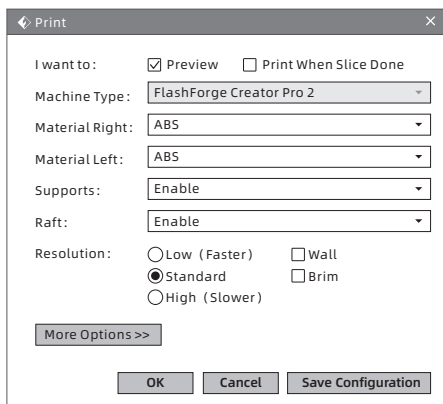 Print
I want to: Preview Print When Slice Done
Machine Type: FlashForge Creator Pro 2
Material Right: ABS
Material Left: ABS
Supports: Enable
Raft: Enable
Resolution: Low (Faster) Wall
Standard Brim
High (Slower)
More Options >>
OK Cancel Save Configuration